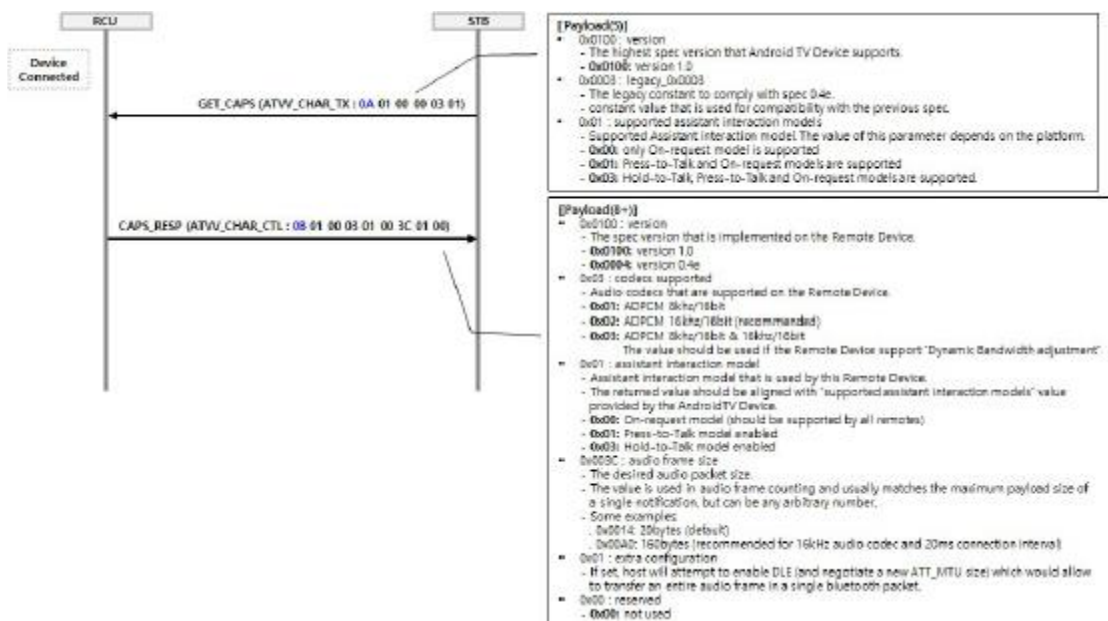 RCU
STB
Device
Connected
GET_CAPS (ATVV_CHAR_TX : 0A 01 00 00 03 01)
CAPS_RESP (ATVV_CHAR_CTL : 0B 01 00 03 01 00 3C 01 00)
[[Payload(5)]
• 0x0100 : version
- The highest spec version that Android TV Device supports.
- 0x0100: version 1.0
• 0x0003 : legacy_0x0003
- The legacy constant to comply with spec 0.4e.
- constant value that is used for compatibility with the previous spec.
• 0x01 : supported assistant interaction models
- Supported Assistant Interaction model. The value of this parameter depends on the platform.
- 0x00: only On-request model is supported
- 0x01: Press-to-Talk and On-request models are supported
- 0x03: Hold-to-Talk, Press-to-Talk and On-request models are supported.
[[Payload(8+)]
• 0x0100 : version
- The spec version that is implemented on the Remote Device.
- 0x0100: version 1.0
- 0x0004: version 0.4e
• 0x03 : codecs supported
- Audio codecs that are supported on the Remote Device.
- 0x01: ADPCM 8khz/16bit
- 0x02: ADPCM 16khz/16bit (recommended)
- 0x03: ADPCM 8khz/16bit & 16khz/16bit
The value should be used if the Remote Device support "Dynamic Bandwidth adjustment"
• 0x01 : assistant interaction model
- Assistant interaction model that is used by this Remote Device.
- The returned value should be aligned with "supported assistant interaction models" value
provided by the AndroidTV Device.
- 0x00: On-request model (should be supported by all remotes)
- 0x01: Press-to-Talk model enabled
- 0x03: Hold-to-Talk model enabled
• 0x003C : audio frame size
- The desired audio packet size.
- The value is used in audio frame counting and usually matches the maximum payload size of
a single notification, but can be any arbitrary number.
- Some examples
. 0x0014: 20bytes (default)
. 0x00A0: 160bytes (recommended for 16kHz audio codec and 20ms connection interval)
• 0x01 : extra configuration
- If set, host will attempt to enable DLE (and negotiate a new ATT_MTU size) which would allow
to transfer an entire audio frame in a single bluetooth packet.
• 0x00 : reserved
- 0x00: not used